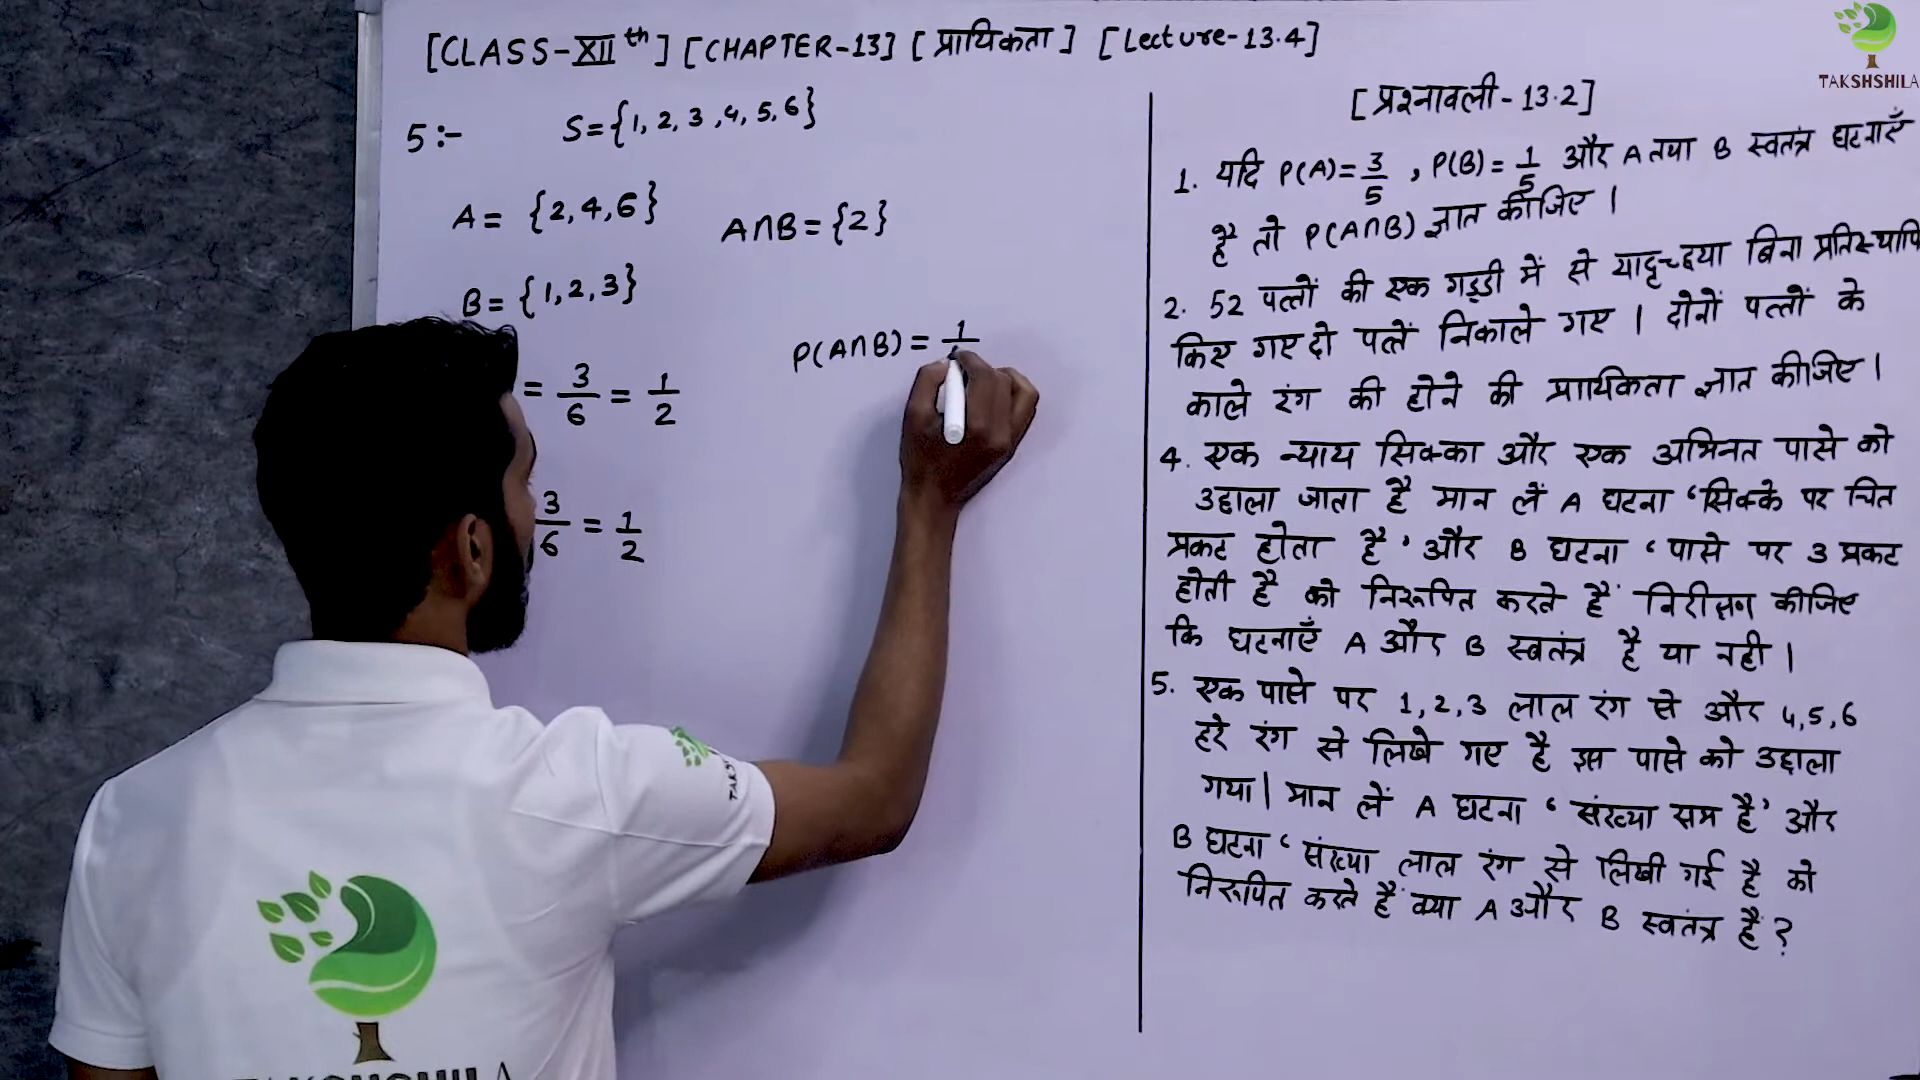 [CLASS-XII th] [CHAPTER-13] [प्रायिकता] [Lecture-13.4]
TAKSHSHILA
5:- S={1, 2, 3, 4, 5, 6}
A = {2, 4, 6} A∩B = {2}
B = {1, 2, 3}
P(A∩B) = 1
= 3/6 = 1/2
3/6 = 1/2
[प्रश्नावली - 13.2]
1. यदि P(A)= 3/5 , P(B)= 1/5 और A तथा B स्वतंत्र घटनाएँ
है तो P(A∩B) ज्ञात कीजिए ।
2. 52 पत्तों की एक गड्डी में से यादृच्छया बिना
किए गए दो पत्तें निकाले गए । दोनों पत्तों के
काले रंग की होने की प्रायिकता ज्ञात कीजिए ।
4. एक न्याय सिक्का और एक अभिनत पासे को
उछाला जाता है मान लें A घटना ‘सिक्के पर चित
प्रकट होता है’ और B घटना ‘पासे पर 3 प्रकट
होती है को निरूपित करते है निरीक्षण कीजिए
कि घटनाएँ A और B स्वतंत्र है या नही ।
5. एक पासे पर 1, 2, 3 लाल रंग से और 4, 5, 6
हरे रंग से लिखे गए है इस पासे को उछाला
गया । मान लें A घटना ‘संख्या सम है’ और
B घटना ‘संख्या लाल रंग से लिखी गई है को
निरूपित करते हैं क्या A और B स्वतंत्र है ?